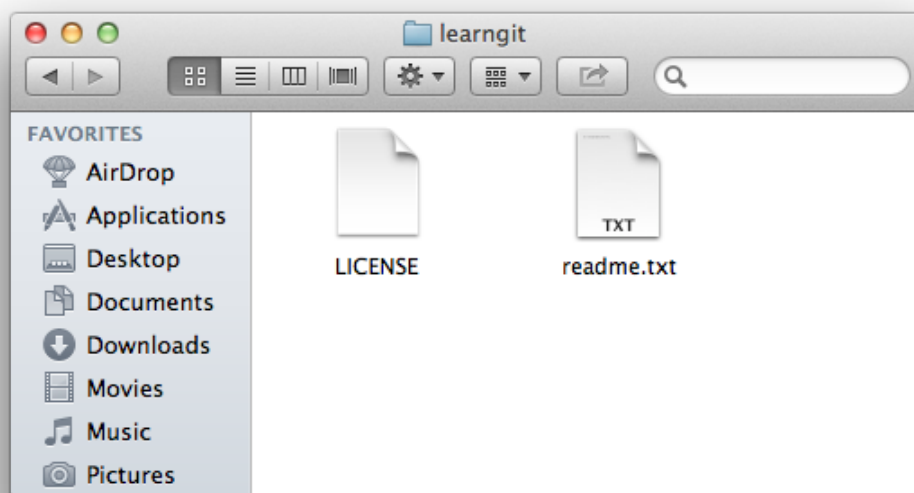 learngit
FAVORITES
AirDrop
Applications
Desktop
Documents
Downloads
Movies
Music
Pictures
TXT
LICENSE
readme.txt